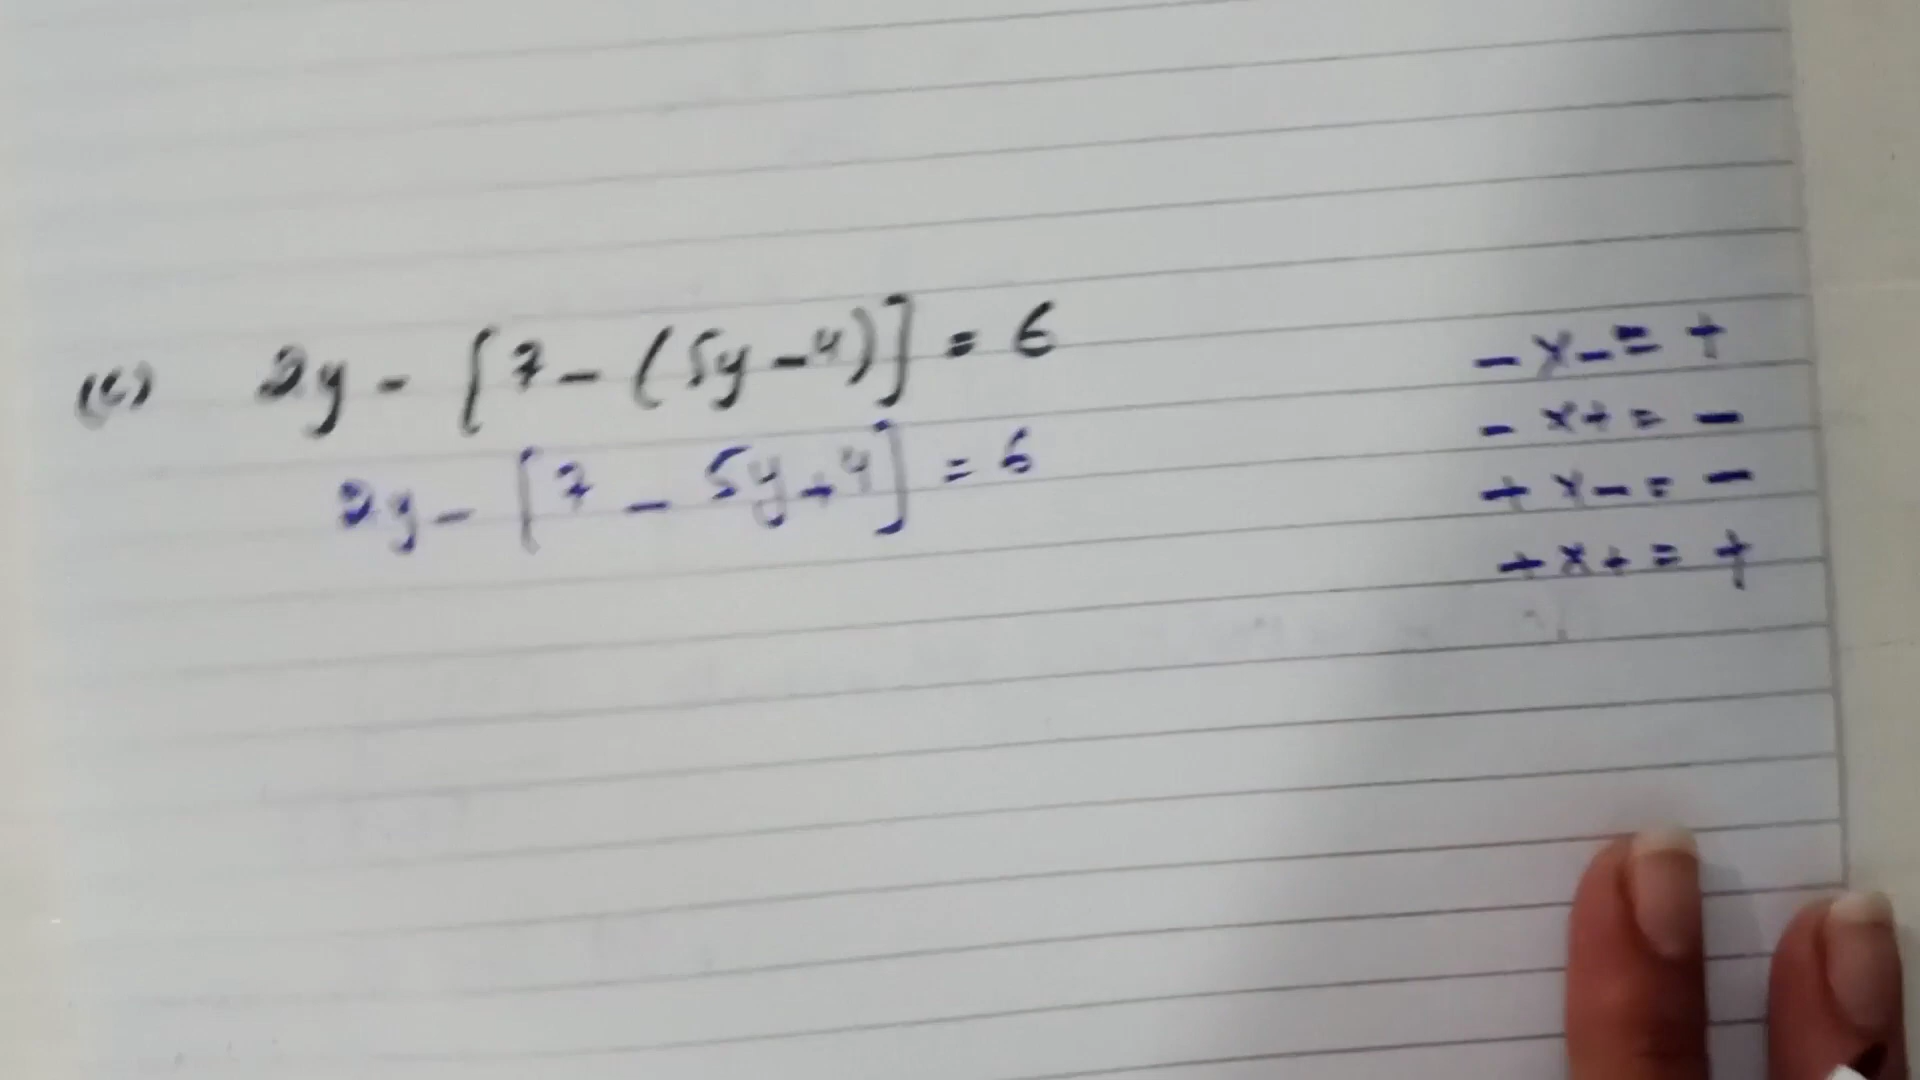 (c) 2y - [7 - (5y - 4)] = 6
2y - [7 - 5y + 4] = 6
- x - = +
- x + = -
+ x - = -
+ x + = +